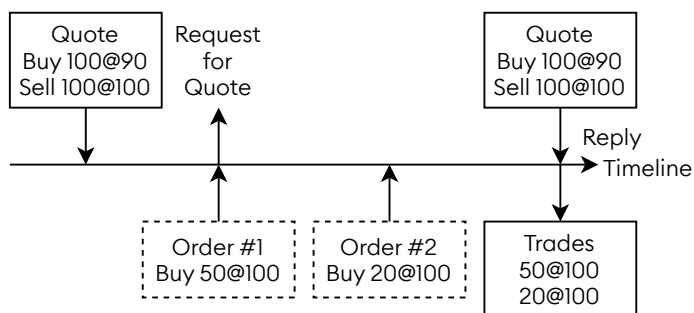 Quote
Buy 100@90
Sell 100@100
Request
for
Quote
Quote
Buy 100@90
Sell 100@100
Reply
Timeline
Order #1
Buy 50@100
Order #2
Buy 20@100
Trades
50@100
20@100